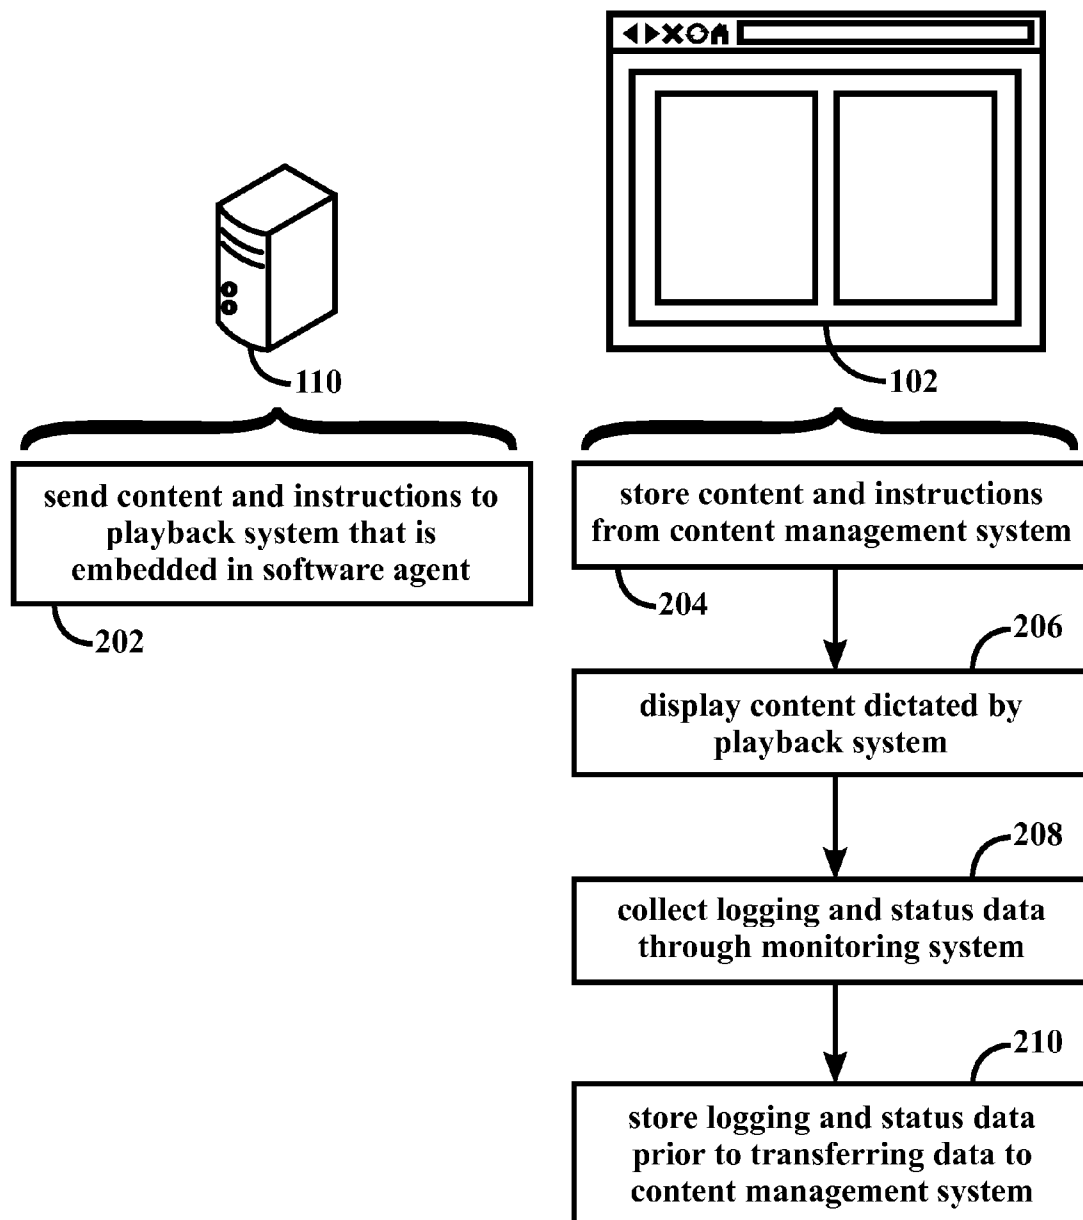 110
102
send content and instructions to
playback system that is
embedded in software agent
202
store content and instructions
from content management system
204
206
display content dictated by
playback system
208
collect logging and status data
through monitoring system
210
store logging and status data
prior to transferring data to
content management system